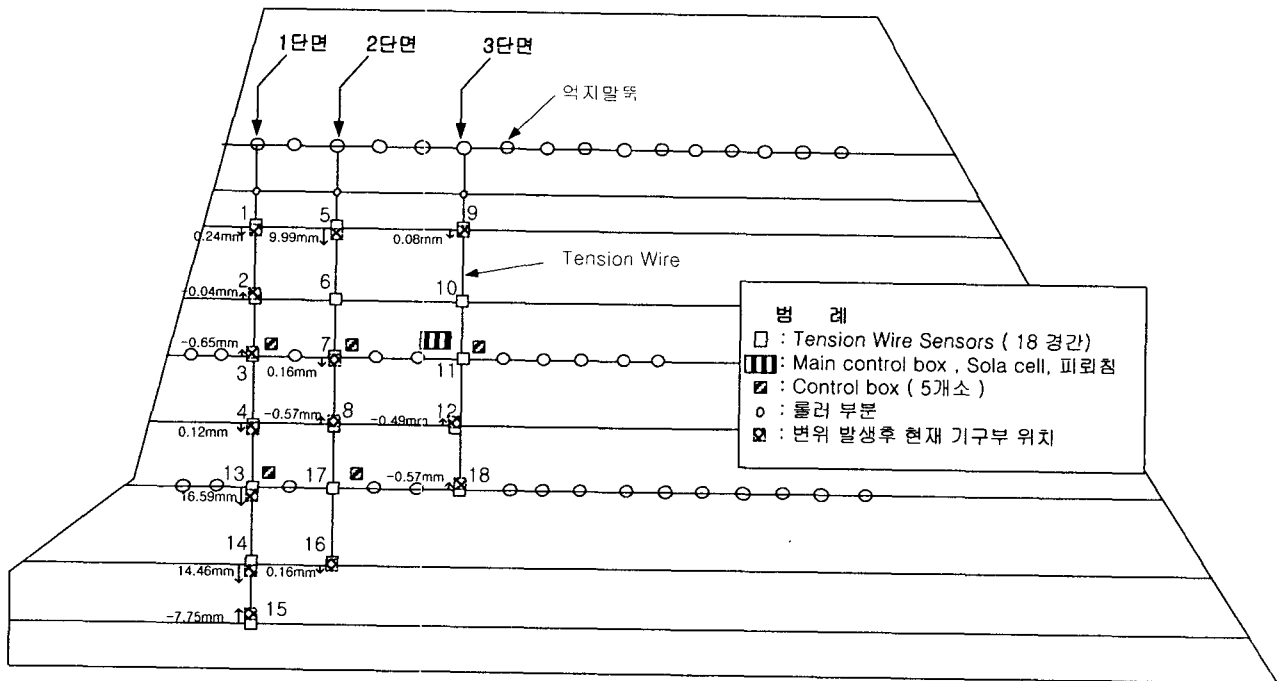 1단면
2단면
3단면
억지말뚝
1
5
9
0.24mm
9.99mm
0.08mm
Tension Wire
2
6
10
-0.04mm
-0.65mm
7
3
0.16mm
11
4
-0.57mm
8
-0.49mm
12
0.12mm
13
17
-0.57mm
18
16.59mm
14
16
14.46mm
0.16mm
-7.75mm
15
범 례
: Tension Wire Sensors ( 18 경간)
: Main control box , Sola cell, 피뢰침
: Control box ( 5개소 )
: 롤러 부분
: 변위 발생후 현재 기구부 위치